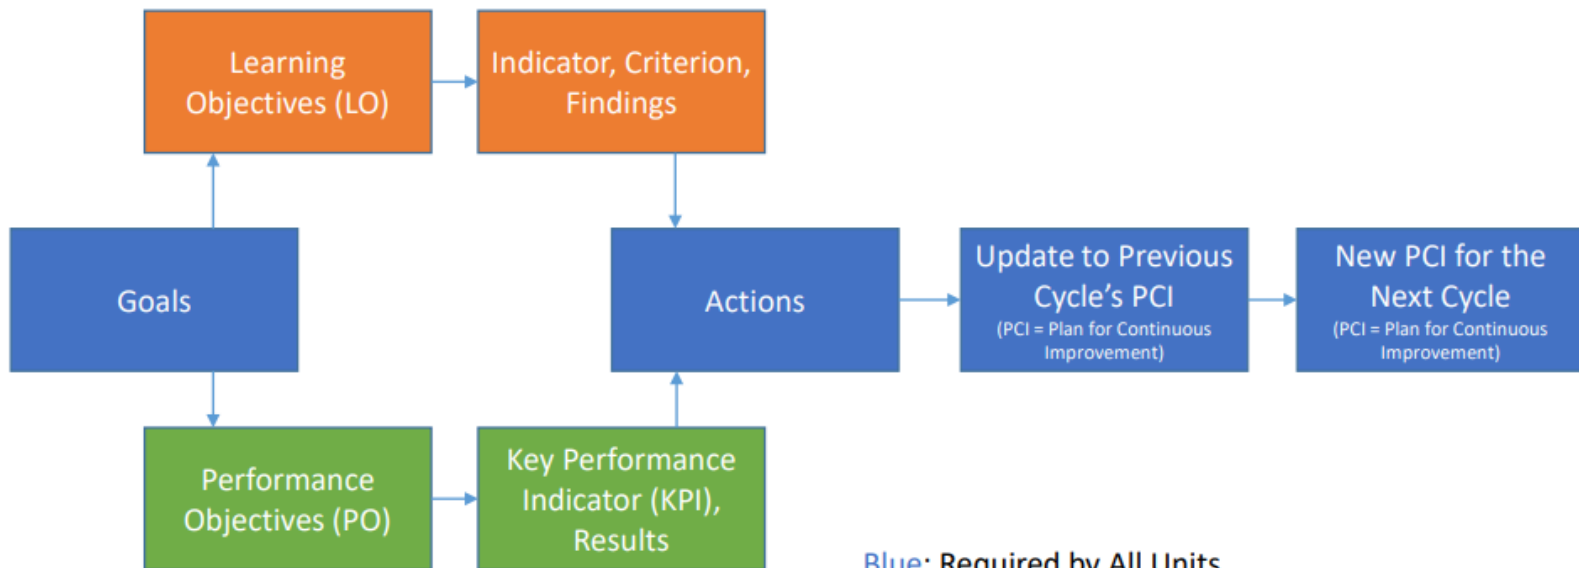 Learning
Objectives (LO)
Indicator, Criterion,
Findings
Goals
Actions
Update to Previous
Cycle's PCI
(PCI = Plan for Continuous
Improvement)
New PCI for the
Next Cycle
(PCI = Plan for Continuous
Improvement)
Performance
Objectives (PO)
Key Performance
Indicator (KPI),
Results
Blue: Required by All Units